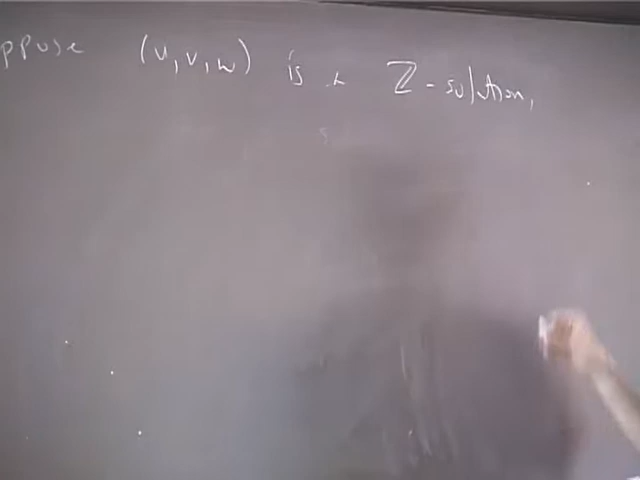 ppose (u,v,w) is a ℤ-solution,